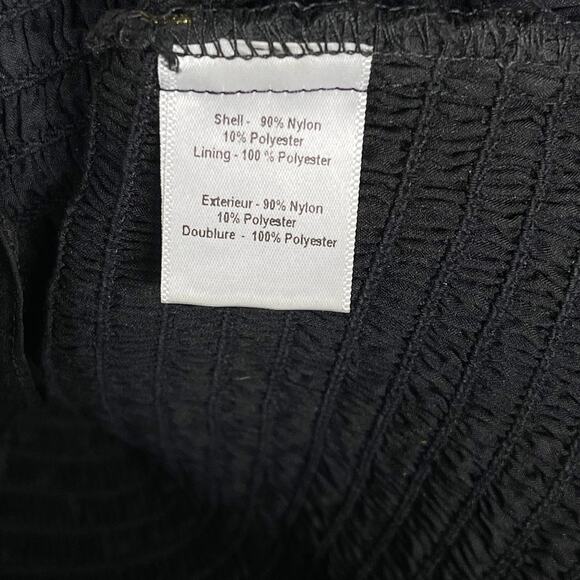 Shell - 90% Nylon
10% Polyester
Lining - 100 % Polyester
Exterieur - 90% Nylon
10% Polyester
Doublure - 100% Polyester